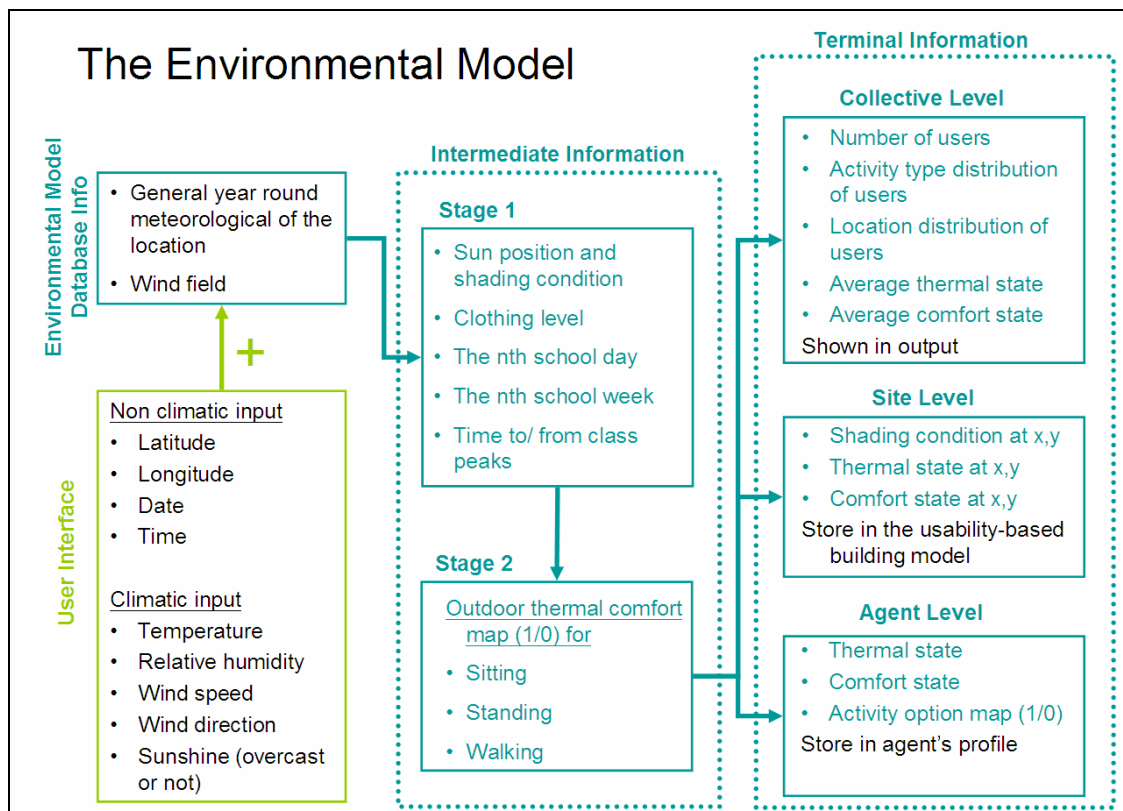 The Environmental Model
Environmental Model
Database Info
• General year round
meteorological of the
location
• Wind field
+
User Interface
Non climatic input
• Latitude
• Longitude
• Date
• Time
Climatic input
• Temperature
• Relative humidity
• Wind speed
• Wind direction
• Sunshine (overcast
or not)
Intermediate Information
Stage 1
• Sun position and
shading condition
• Clothing level
• The nth school day
• The nth school week
• Time to/ from class
peaks
Stage 2
Outdoor thermal comfort
map (1/0) for
• Sitting
• Standing
• Walking
Terminal Information
Collective Level
• Number of users
• Activity type distribution
of users
• Location distribution of
users
• Average thermal state
• Average comfort state
Shown in output
Site Level
• Shading condition at x,y
• Thermal state at x,y
• Comfort state at x,y
Store in the usability-based
building model
Agent Level
• Thermal state
• Comfort state
• Activity option map (1/0)
Store in agent's profile